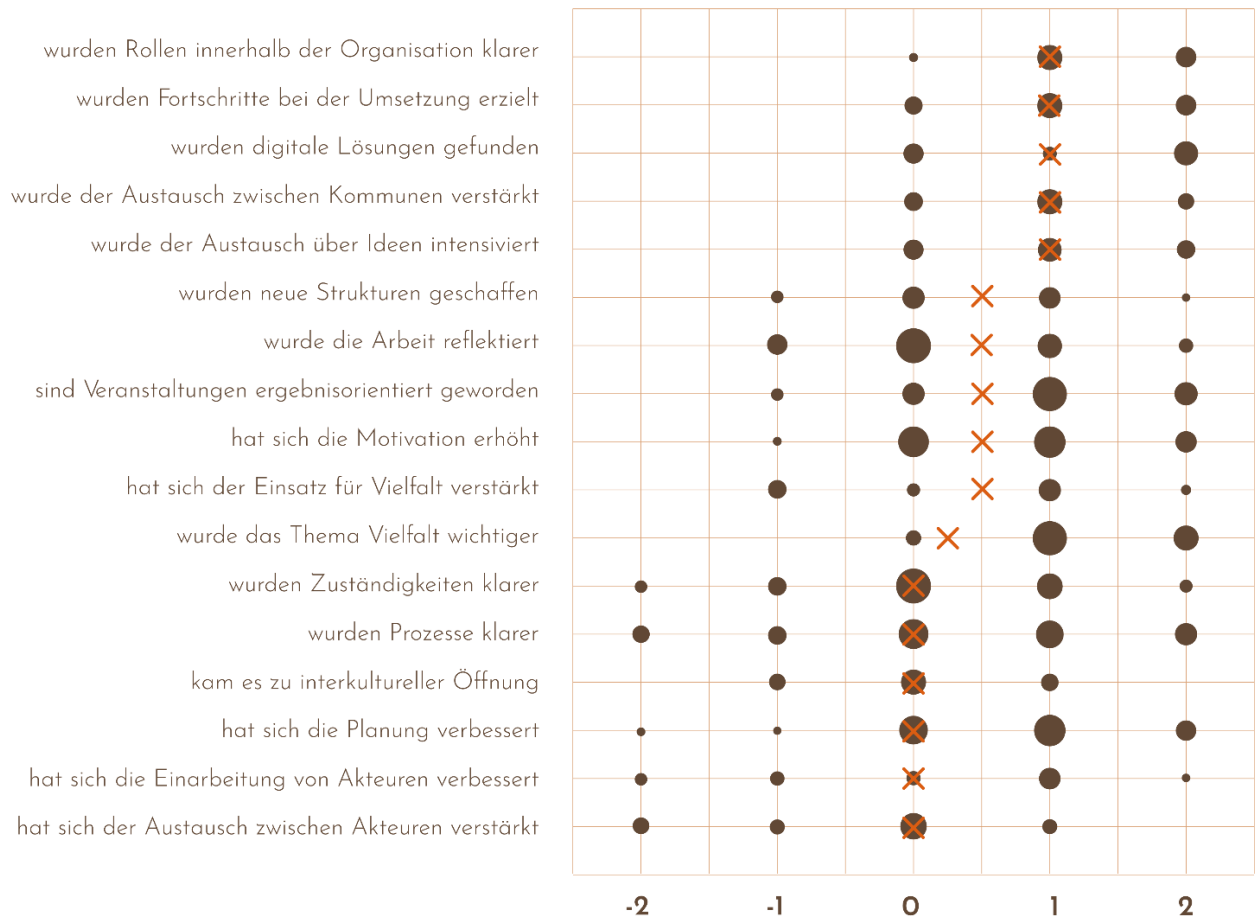 wurden Rollen innerhalb der Organisation klarer
wurden Fortschritte bei der Umsetzung erzielt
wurden digitale Lösungen gefunden
wurde der Austausch zwischen Kommunen verstärkt
wurde der Austausch über Ideen intensiviert
wurden neue Strukturen geschaffen
wurde die Arbeit reflektiert
sind Veranstaltungen ergebnisorientiert geworden
hat sich die Motivation erhöht
hat sich der Einsatz für Vielfalt verstärkt
wurde das Thema Vielfalt wichtiger
wurden Zuständigkeiten klarer
wurden Prozesse klarer
kam es zu interkultureller Öffnung
hat sich die Planung verbessert
hat sich die Einarbeitung von Akteuren verbessert
hat sich der Austausch zwischen Akteuren verstärkt
-2 -1 0 1 2